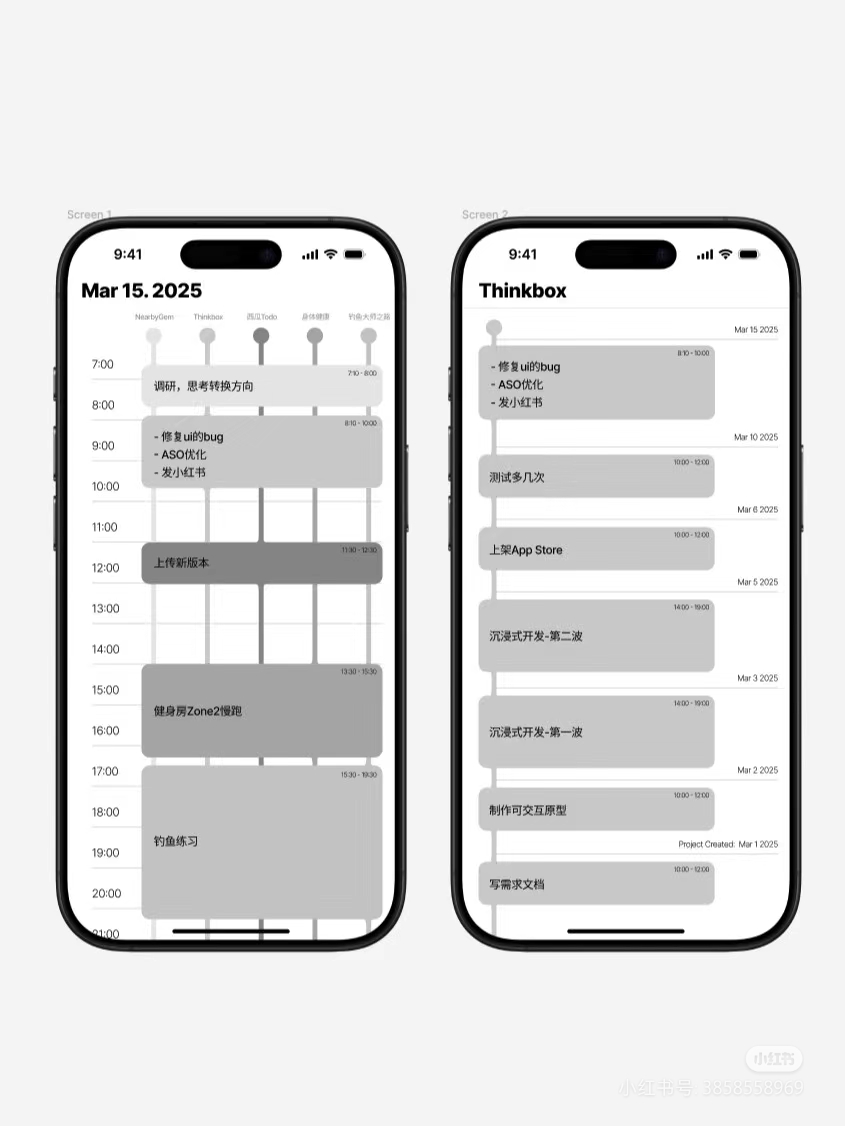 Screen 1
9:41
Mar 15. 2025
NearbyGem
Thinkbox
西瓜Todo
身体健康
钓鱼大师之路
7:00
7:10 - 8:00
调研，思考转换方向
8:00
8:10 - 10:00
- 修复ui的bug
9:00
- ASO优化
- 发小红书
10:00
11:00
11:30 - 12:30
上传新版本
12:00
13:00
14:00
13:30 - 15:30
15:00
健身房Zone2慢跑
16:00
17:00
15:30 - 19:30
18:00
钓鱼练习
19:00
20:00
21:00
Screen 2
9:41
Thinkbox
Mar 15 2025
8:10 - 10:00
- 修复ui的bug
- ASO优化
- 发小红书
Mar 10 2025
10:00 - 12:00
测试多几次
Mar 6 2025
10:00 - 12:00
上架App Store
Mar 5 2025
14:00 - 19:00
沉浸式开发-第二波
Mar 3 2025
14:00 - 19:00
沉浸式开发-第一波
Mar 2 2025
10:00 - 12:00
制作可交互原型
Project Created: Mar 1 2025
10:00 - 12:00
写需求文档
小红书
小红书号: 3858558969